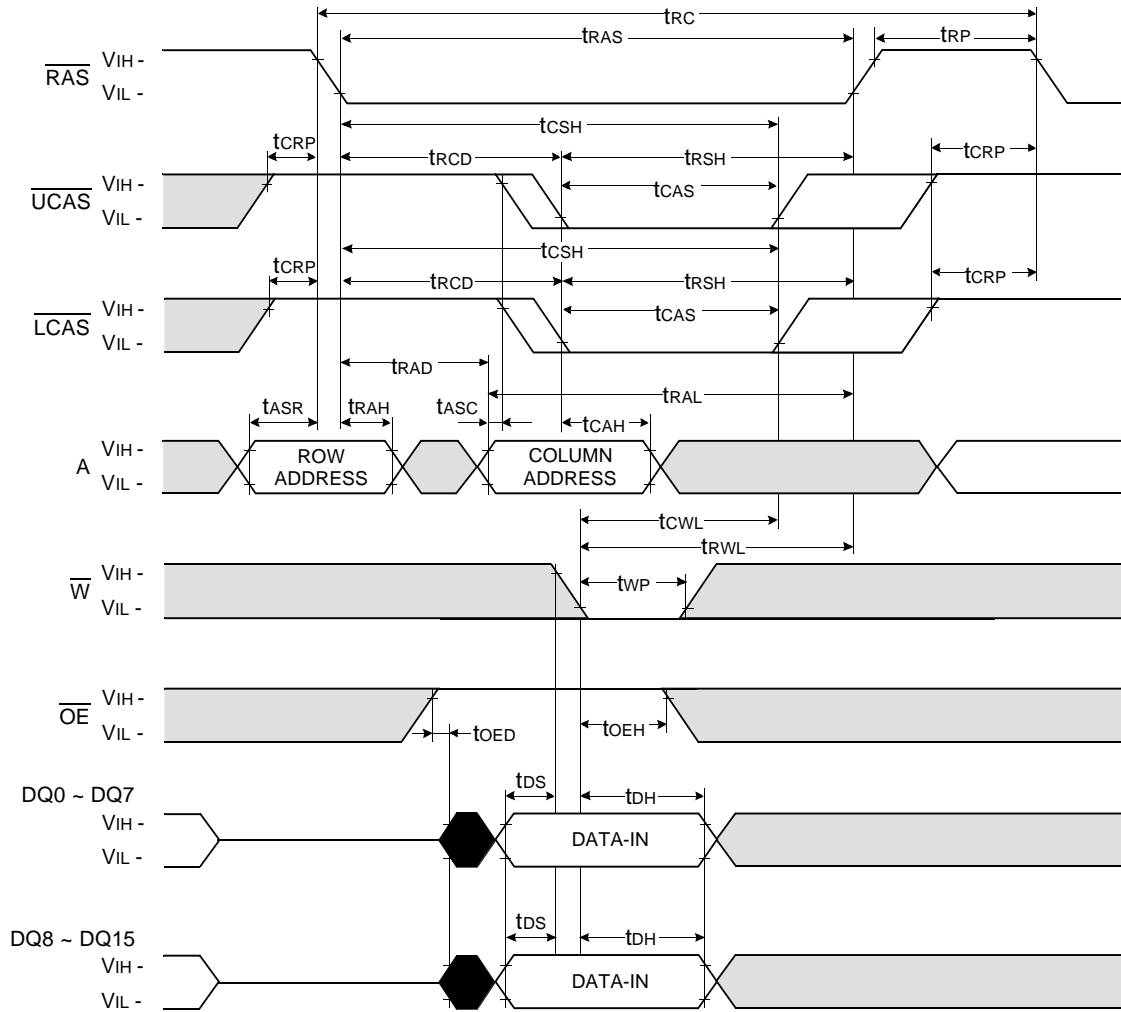 tRC
tRAS
tRP
RAS
VIH -
VIL -
tCSH
tCRP
tRCD
tRSH
tCRP
UCAS
VIH -
VIL -
tCAS
tCSH
tCRP
tRCD
tRSH
tCRP
LCAS
VIH -
VIL -
tCAS
tRAD
tRAL
tASR
tRAH
tASC
tCAH
A
VIH -
VIL -
ROW
ADDRESS
COLUMN
ADDRESS
tCWL
tRWL
W
VIH -
VIL -
tWP
OE
VIH -
VIL -
tOED
tOEH
DQ0 ~ DQ7
VIH -
VIL -
tDS
tDH
DATA-IN
DQ8 ~ DQ15
VIH -
VIL -
tDS
tDH
DATA-IN